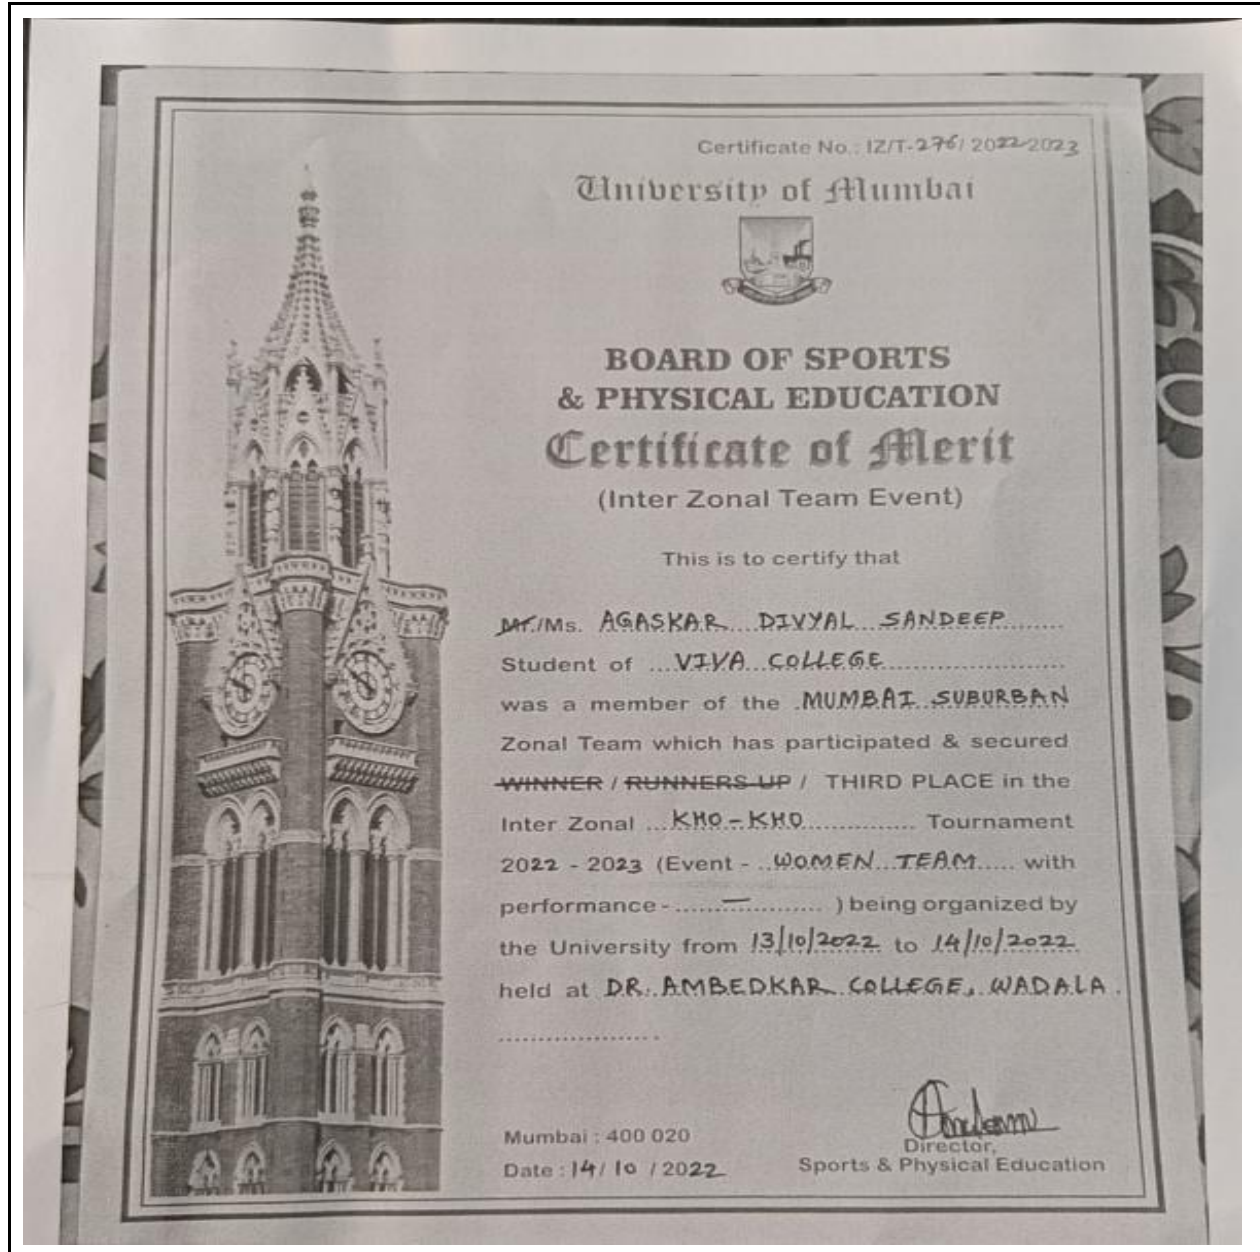 Certificate No.: IZ/T-276/ 2022-2023
University of Mumbai
BOARD OF SPORTS
& PHYSICAL EDUCATION
Certificate of Merit
(Inter Zonal Team Event)
This is to certify that
Mr./Ms. AGASKAR DIVYAL SANDEEP
Student of VIVA COLLEGE
was a member of the MUMBAI SUBURBAN
Zonal Team which has participated & secured
WINNER / RUNNERS-UP / THIRD PLACE in the
Inter Zonal KHO-KHO Tournament
2022 - 2023 (Event - WOMEN TEAM with
performance - — ) being organized by
the University from 13/10/2022 to 14/10/2022
held at DR. AMBEDKAR COLLEGE, WADALA.
Mumbai : 400 020
Date : 14/10/2022
Director,
Sports & Physical Education